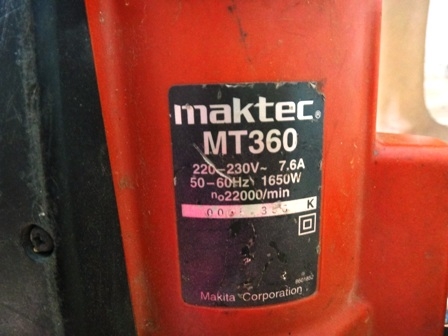 maktec®
MT360
220-230V~ 7.6A
50-60Hz 1650W
n₀22000/min
K
Makita Corporation